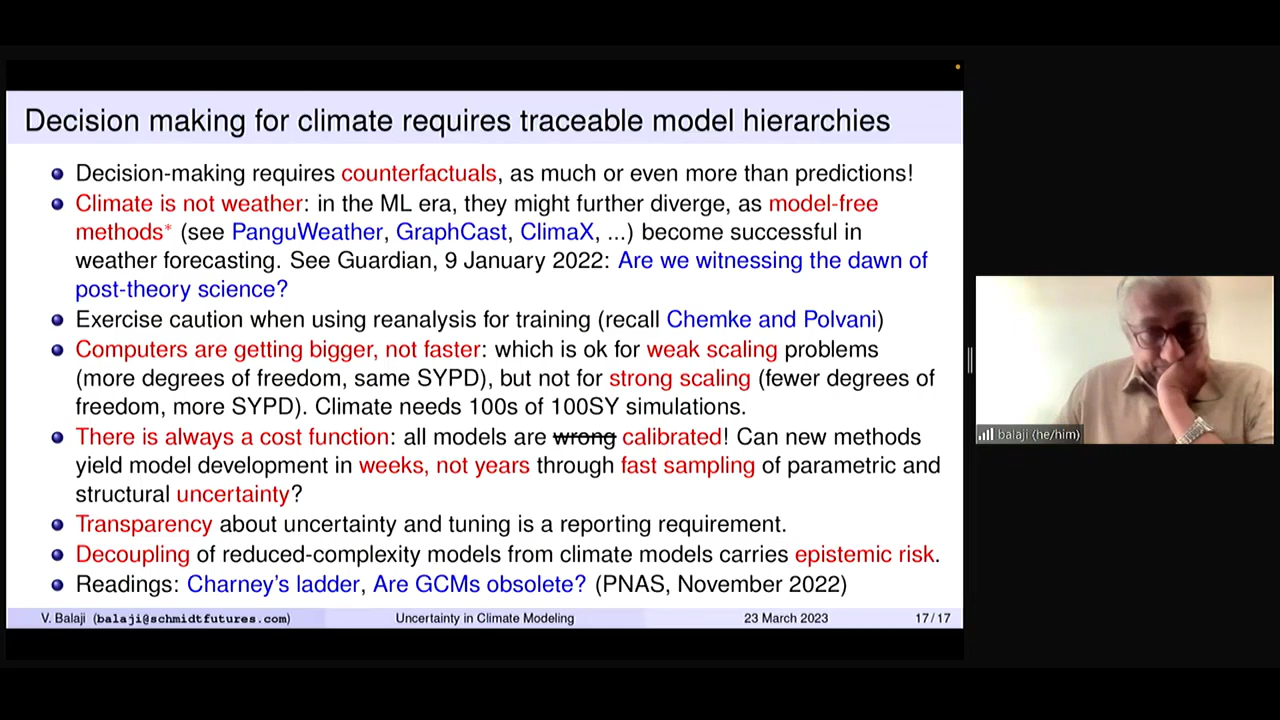 Decision making for climate requires traceable model hierarchies
Decision-making requires counterfactuals, as much or even more than predictions!
Climate is not weather: in the ML era, they might further diverge, as model-free
methods* (see PanguWeather, GraphCast, ClimaX, ...) become successful in
weather forecasting. See Guardian, 9 January 2022: Are we witnessing the dawn of
post-theory science?
Exercise caution when using reanalysis for training (recall Chemke and Polvani)
Computers are getting bigger, not faster: which is ok for weak scaling problems
(more degrees of freedom, same SYPD), but not for strong scaling (fewer degrees of
freedom, more SYPD). Climate needs 100s of 100SY simulations.
There is always a cost function: all models are wrong calibrated! Can new methods
yield model development in weeks, not years through fast sampling of parametric and
structural uncertainty?
Transparency about uncertainty and tuning is a reporting requirement.
Decoupling of reduced-complexity models from climate models carries epistemic risk.
Readings: Charney's ladder, Are GCMs obsolete? (PNAS, November 2022)
V. Balaji (balaji@schmidtfutures.com) Uncertainty in Climate Modeling 23 March 2023 17/17
balaji (he/him)